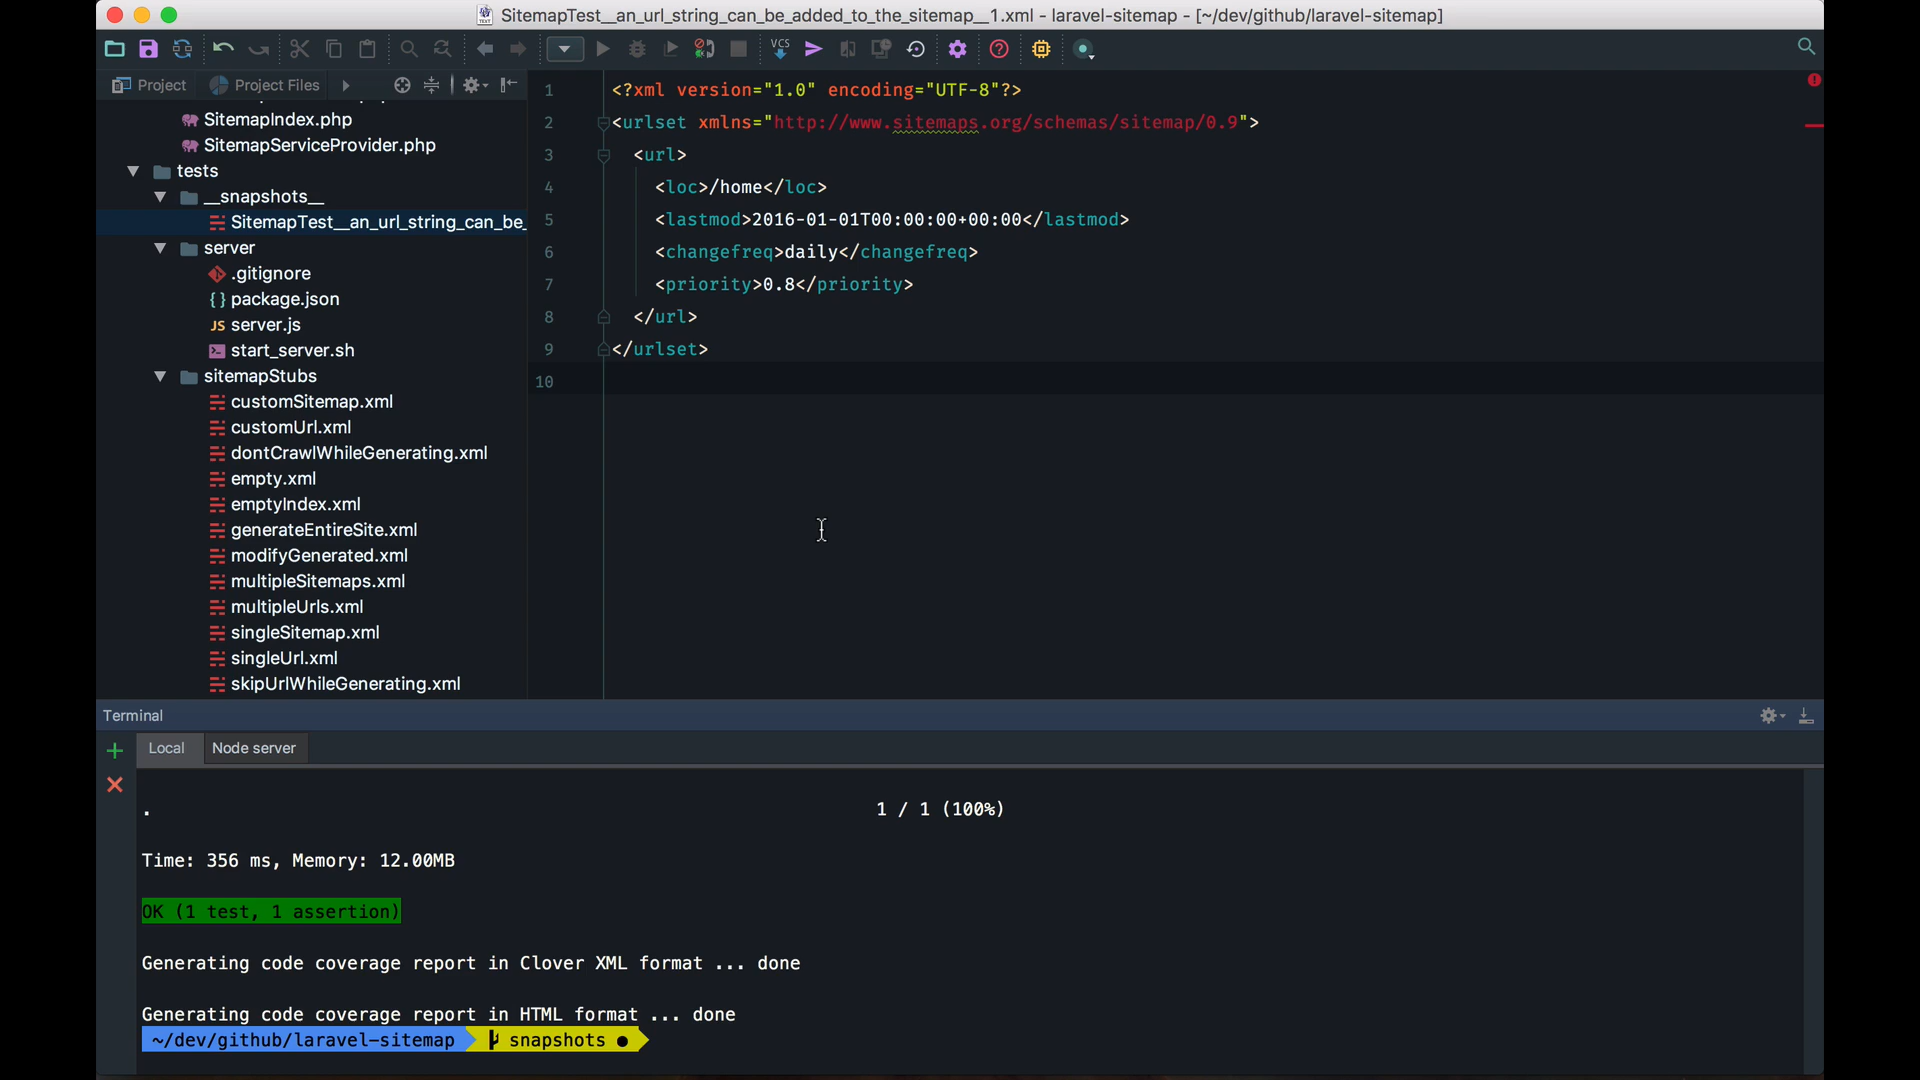 SitemapTest__an_url_string_can_be_added_to_the_sitemap__1.xml - laravel-sitemap - [~/dev/github/laravel-sitemap]
VCS
Project
Project Files
SitemapIndex.php
SitemapServiceProvider.php
tests
__snapshots__
SitemapTest__an_url_string_can_be_
server
.gitignore
{} package.json
JS server.js
start_server.sh
sitemapStubs
customSitemap.xml
customUrl.xml
dontCrawlWhileGenerating.xml
empty.xml
emptyIndex.xml
generateEntireSite.xml
modifyGenerated.xml
multipleSitemaps.xml
multipleUrls.xml
singleSitemap.xml
singleUrl.xml
skipUrlWhileGenerating.xml
1 <?xml version="1.0" encoding="UTF-8"?>
2 <urlset xmlns="http://www.sitemaps.org/schemas/sitemap/0.9">
3 <url>
4 <loc>/home</loc>
5 <lastmod>2016-01-01T00:00:00+00:00</lastmod>
6 <changefreq>daily</changefreq>
7 <priority>0.8</priority>
8 </url>
9 </urlset>
10
Terminal
Local
Node server
. 1 / 1 (100%)
Time: 356 ms, Memory: 12.00MB
OK (1 test, 1 assertion)
Generating code coverage report in Clover XML format ... done
Generating code coverage report in HTML format ... done
~/dev/github/laravel-sitemap snapshots ●